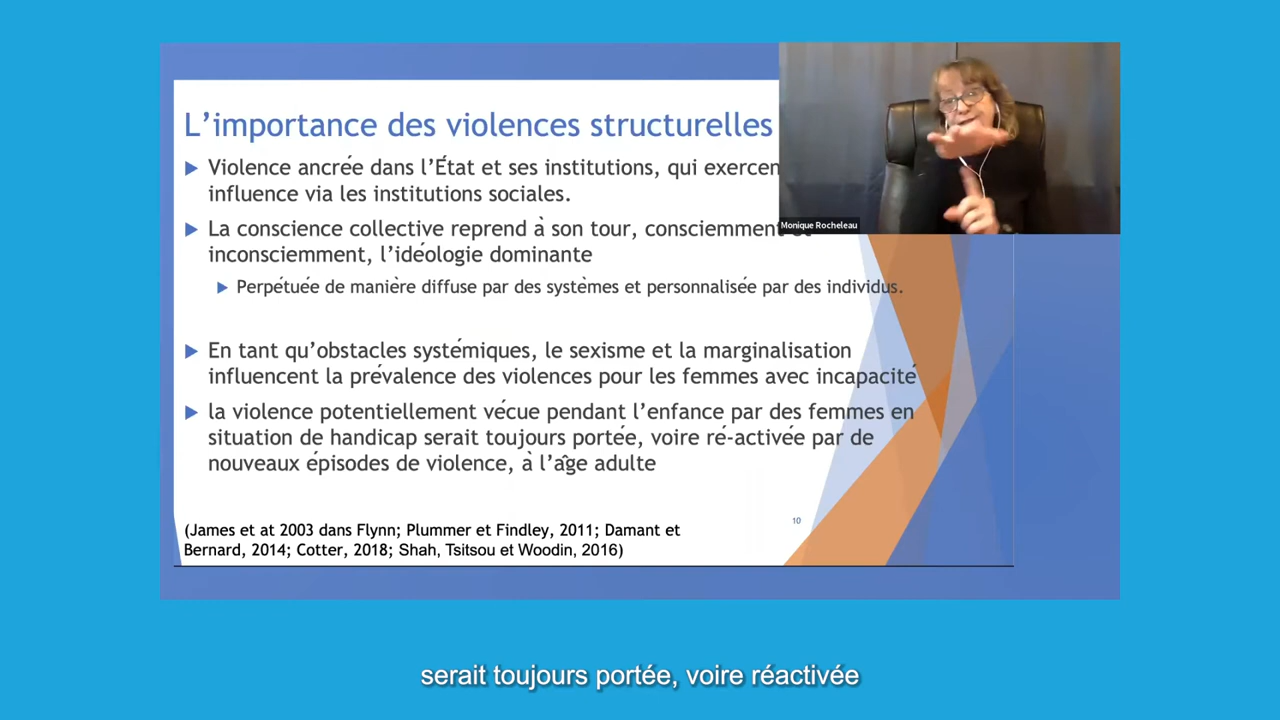 L'importance des violences structurelles
Violence ancrée dans l'État et ses institutions, qui exercen
influence via les institutions sociales.
La conscience collective reprend à son tour, consciemment et
inconsciemment, l'idéologie dominante
Perpétuée de manière diffuse par des systèmes et personnalisée par des individus.
En tant qu'obstacles systémiques, le sexisme et la marginalisation
influencent la prévalence des violences pour les femmes avec incapacité
la violence potentiellement vécue pendant l'enfance par des femmes en
situation de handicap serait toujours portée, voire ré-activée par de
nouveaux épisodes de violence, à l'âge adulte
(James et at 2003 dans Flynn; Plummer et Findley, 2011; Damant et
Bernard, 2014; Cotter, 2018; Shah, Tsitsou et Woodin, 2016)
10
Monique Rocheleau
serait toujours portée, voire réactivée